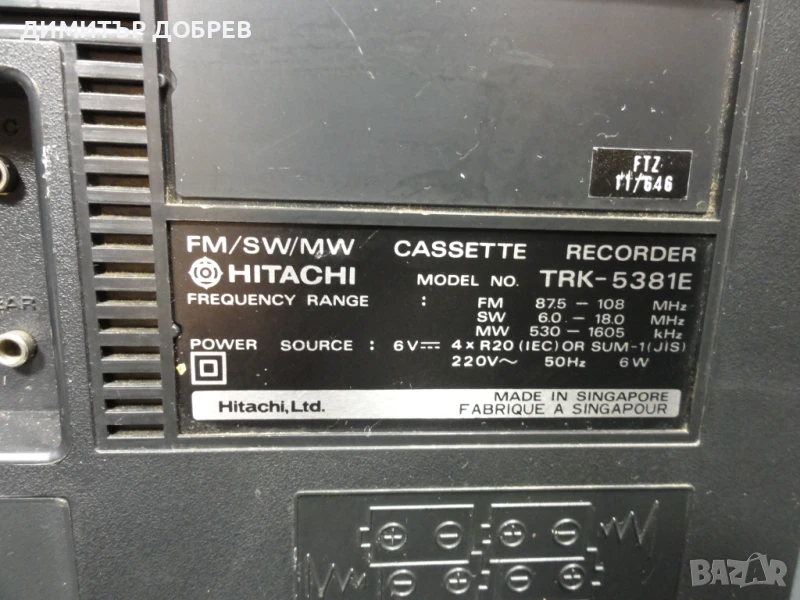 ДИМИТЪР ДОБРЕВ
C
FTZ
11/646
FM/SW/MW CASSETTE RECORDER
HITACHI MODEL NO. TRK-5381E
FREQUENCY RANGE : FM 87.5 - 108 MHz
SW 6.0 - 18.0 MHz
MW 530 - 1605 kHz
POWER SOURCE : 6V 4 x R20 (IEC) OR SUM-1 (JIS)
220V~ 50Hz 6W
Hitachi, Ltd. MADE IN SINGAPORE
FABRIQUE A SINGAPOUR
BAZAR